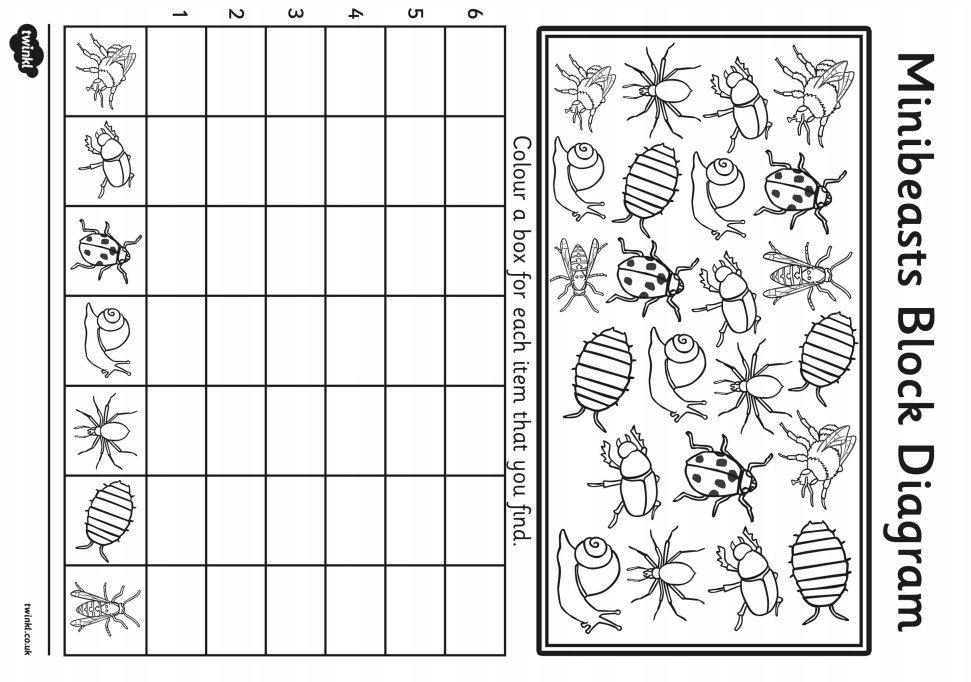 Minibeasts Block Diagram
Colour a box for each item that you find.
6
5
4
3
2
1
twinkl
twinkl.co.uk